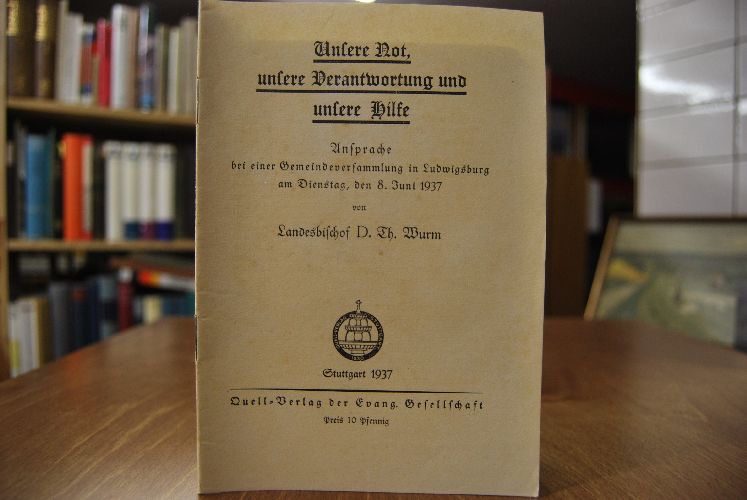 Unsere Not,
unsere Verantwortung und
unsere Hilfe
Ansprache
bei einer Gemeindeversammlung in Ludwigsburg
am Dienstag, den 8. Juni 1937
von
Landesbischof D. Th. Wurm
Stuttgart 1937
Quell-Verlag der Evang. Gesellschaft
Preis 10 Pfennig